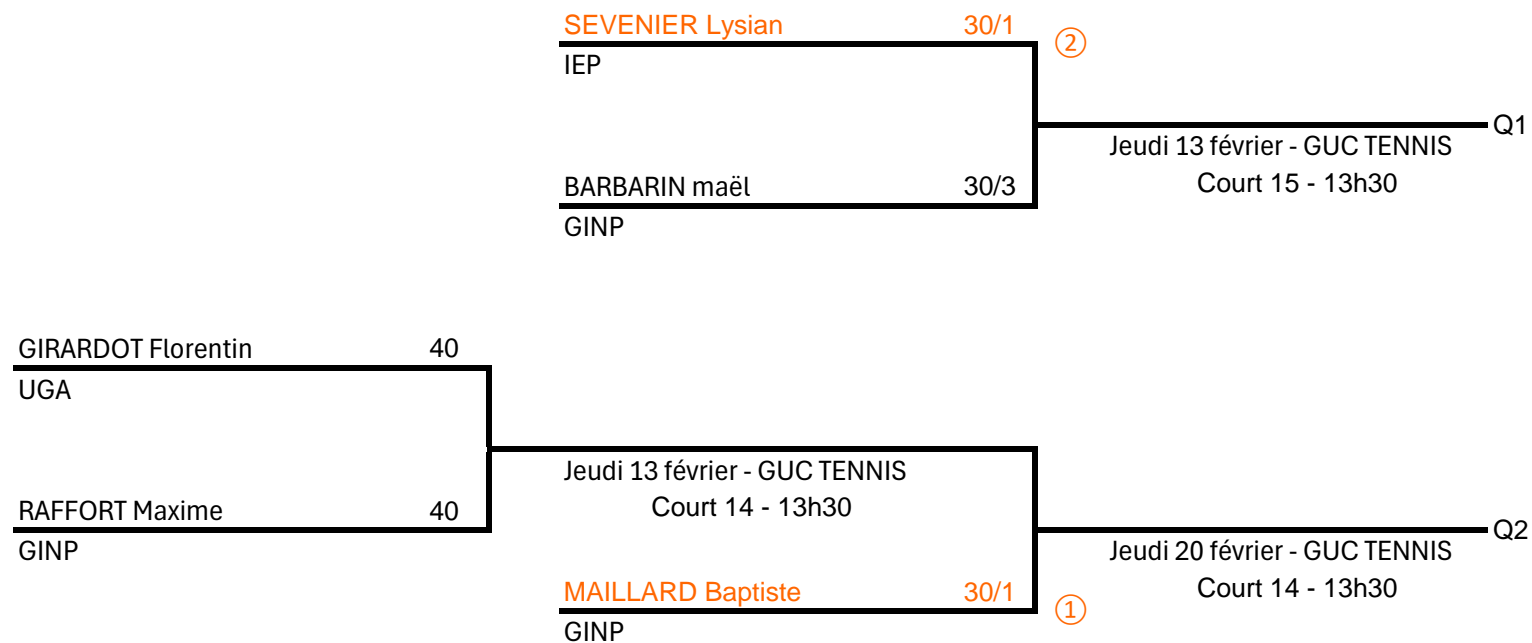 SEVENIER Lysian 30/1 ②
IEP
Q1
Jeudi 13 février - GUC TENNIS
Court 15 - 13h30
BARBARIN maël 30/3
GINP
GIRARDOT Florentin 40
UGA
Jeudi 13 février - GUC TENNIS
Court 14 - 13h30
RAFFORT Maxime 40
GINP
Q2
Jeudi 20 février - GUC TENNIS
Court 14 - 13h30
MAILLARD Baptiste 30/1 ①
GINP